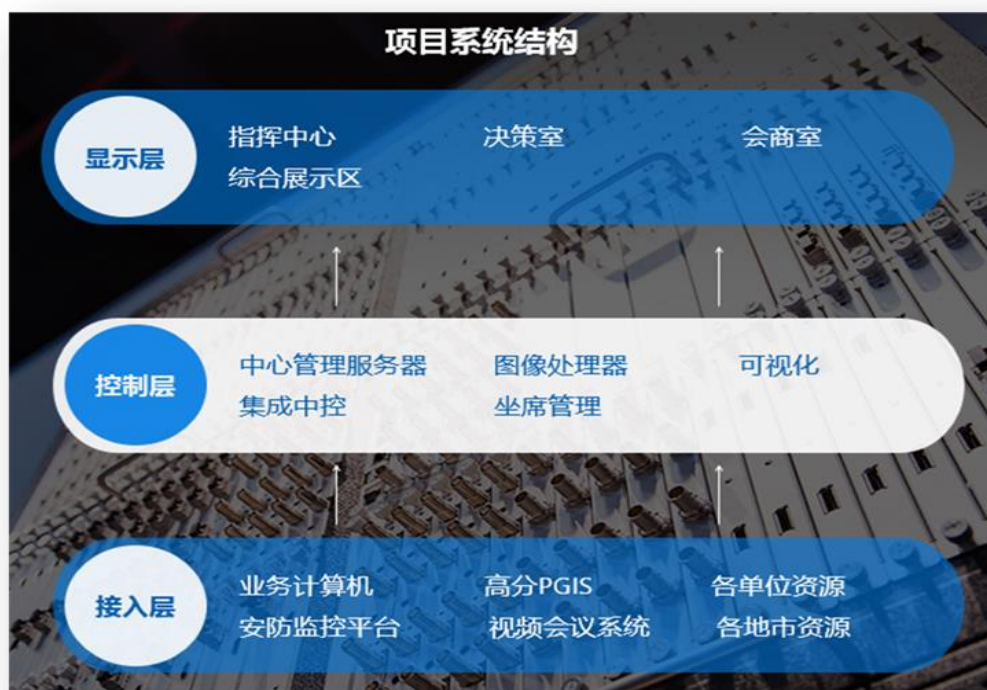 项目系统结构
显示层
指挥中心 决策室 会商室
综合展示区
控制层
中心管理服务器 图像处理器 可视化
集成中控 坐席管理
接入层
业务计算机 高分PGIS 各单位资源
安防监控平台 视频会议系统 各地市资源